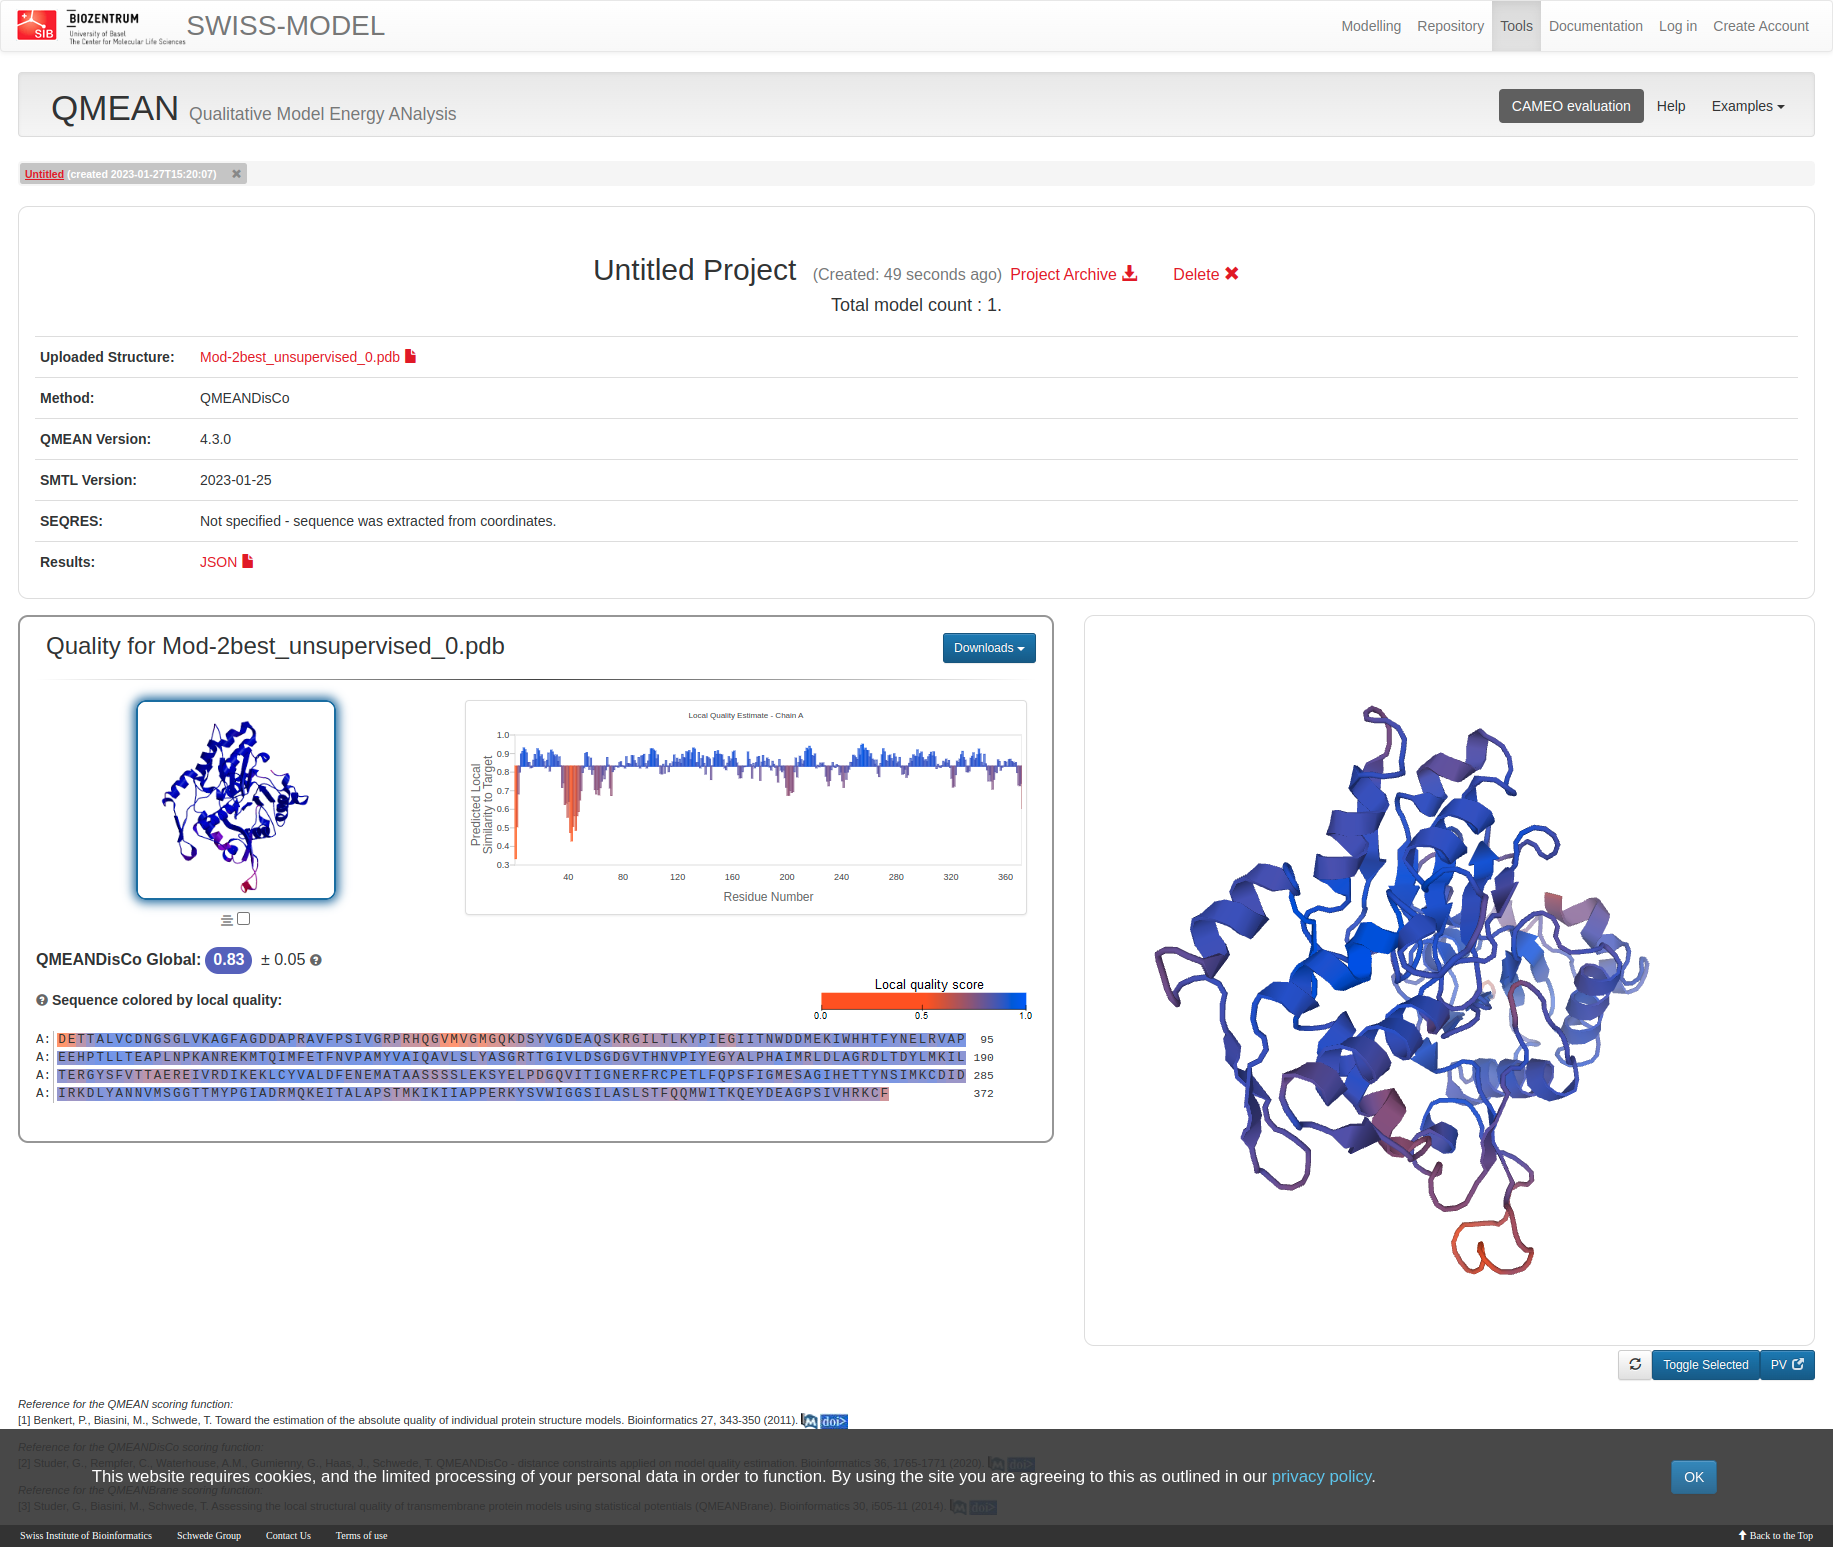 SIB
BIOZENTRUM
University of Basel
The Center for Molecular Life Sciences
SWISS-MODEL
Modelling Repository Tools Documentation Log in Create Account
QMEAN Qualitative Model Energy ANalysis
CAMEO evaluation Help Examples
Untitled (created 2023-01-27T15:20:07)
Untitled Project (Created: 49 seconds ago) Project Archive Delete
Total model count : 1.
Uploaded Structure: Mod-2best_unsupervised_0.pdb
Method: QMEANDisCo
QMEAN Version: 4.3.0
SMTL Version: 2023-01-25
SEQRES: Not specified - sequence was extracted from coordinates.
Results: JSON
Quality for Mod-2best_unsupervised_0.pdb
Downloads
Local Quality Estimate - Chain A
Predicted Local
Similarity to Target
1.0
0.9
0.8
0.7
0.6
0.5
0.4
0.3
40 80 120 160 200 240 280 320 360
Residue Number
QMEANDisCo Global: 0.83 ± 0.05
Sequence colored by local quality:
Local quality score
0.0 0.5 1.0
A: DETTALVCDNGSGLVKAGFAGDDAPRAVFPSIVGRPRHQGVMVGMGQKDSYVGDEAQSKRGILTLKYPIEGIITNWDDMEKIWHHTFYNELRVAP 95
A: EEHPTLLTEAPLNPKANREKMTQIMFETFNVPAMYVAIQAVLSLYASGRTTGIVLDSGDGVTHNVPIYEGYALPHAIMRLDLAGRDLTDYLMKIL 190
A: TERGYSFVTTAEREIVRDIKEKLCYVALDFENEMATAASSSSLEKSYELPDGQVITIGNERFRCPETLFQPSFIGMESAGIHETTYNSIMKCDID 285
A: IRKDLYANNVMSGGTTMYPGIADRMQKEITALAPSTMKIKIIAPPERKYSVWIGGSILASLSTFQQMWITKQEYDEAGPSIVHRKCF 372
Toggle Selected PV
Reference for the QMEAN scoring function:
[1] Benkert, P., Biasini, M., Schwede, T. Toward the estimation of the absolute quality of individual protein structure models. Bioinformatics 27, 343-350 (2011). M doi>
Reference for the QMEANDisCo scoring function:
[2] Studer, G., Rempfer, C., Waterhouse, A.M., Gumienny, G., Haas, J., Schwede, T. QMEANDisCo - distance constraints applied on model quality estimation. Bioinformatics 36, 1765-1771 (2020). M doi>
This website requires cookies, and the limited processing of your personal data in order to function. By using the site you are agreeing to this as outlined in our privacy policy. OK
Reference for the QMEANBrane scoring function:
[3] Studer, G., Biasini, M., Schwede, T. Assessing the local structural quality of transmembrane protein models using statistical potentials (QMEANBrane). Bioinformatics 30, i505-11 (2014). M doi>
Swiss Institute of Bioinformatics Schwede Group Contact Us Terms of use Back to the Top